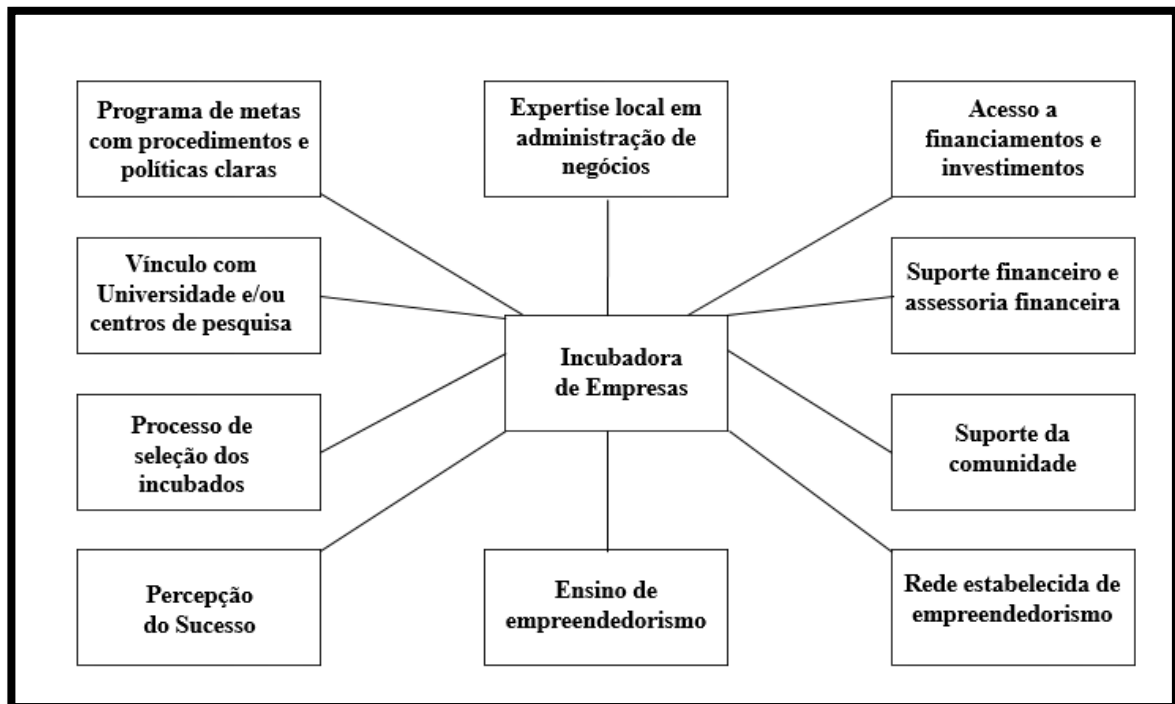 Programa de metas
com procedimentos e
políticas claras
Expertise local em
administração de
negócios
Acesso a
financiamentos e
investimentos
Vínculo com
Universidade e/ou
centros de pesquisa
Suporte financeiro e
assessoria financeira
Incubadora
de Empresas
Processo de
seleção dos
incubados
Suporte da
comunidade
Percepção
do Sucesso
Ensino de
empreendedorismo
Rede estabelecida de
empreendedorismo